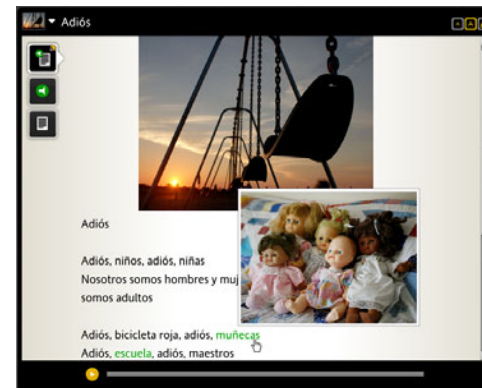 Adiós
Adiós
Adiós, niños, adiós, niñas
Nosotros somos hombres y
somos adultos
Adiós, bicicleta roja, adiós, muñecas
Adiós, escuela, adiós, maestros